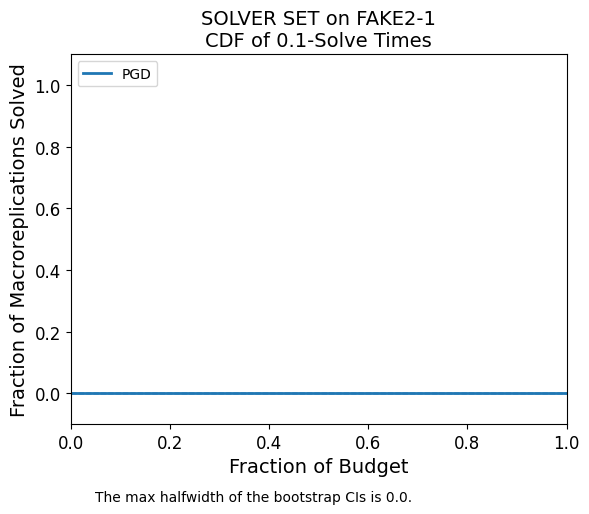 SOLVER SET on FAKE2-1
CDF of 0.1-Solve Times
PGD
Fraction of Macroreplications Solved
1.0
0.8
0.6
0.4
0.2
0.0
0.0 0.2 0.4 0.6 0.8 1.0
Fraction of Budget
The max halfwidth of the bootstrap CIs is 0.0.